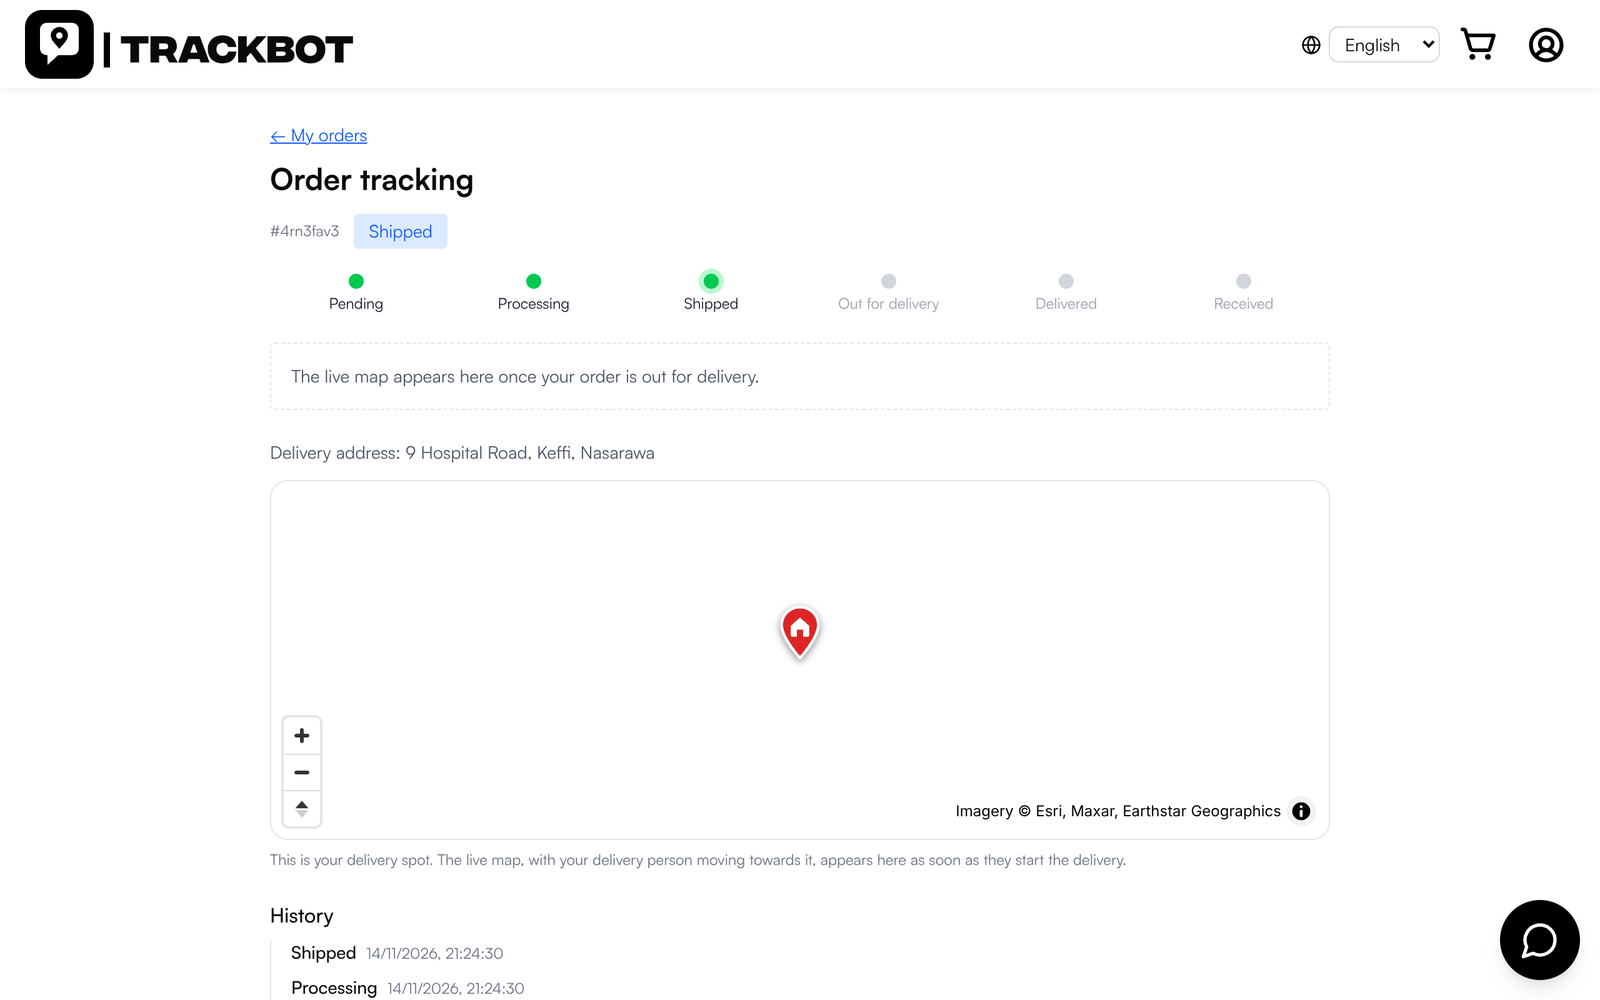 | TRACKBOT
English
← My orders
Order tracking
#4rn3fav3 Shipped
Pending Processing Shipped Out for delivery Delivered Received
The live map appears here once your order is out for delivery.
Delivery address: 9 Hospital Road, Keffi, Nasarawa
Imagery © Esri, Maxar, Earthstar Geographics
This is your delivery spot. The live map, with your delivery person moving towards it, appears here as soon as they start the delivery.
History
Shipped 14/11/2026, 21:24:30
Processing 14/11/2026, 21:24:30